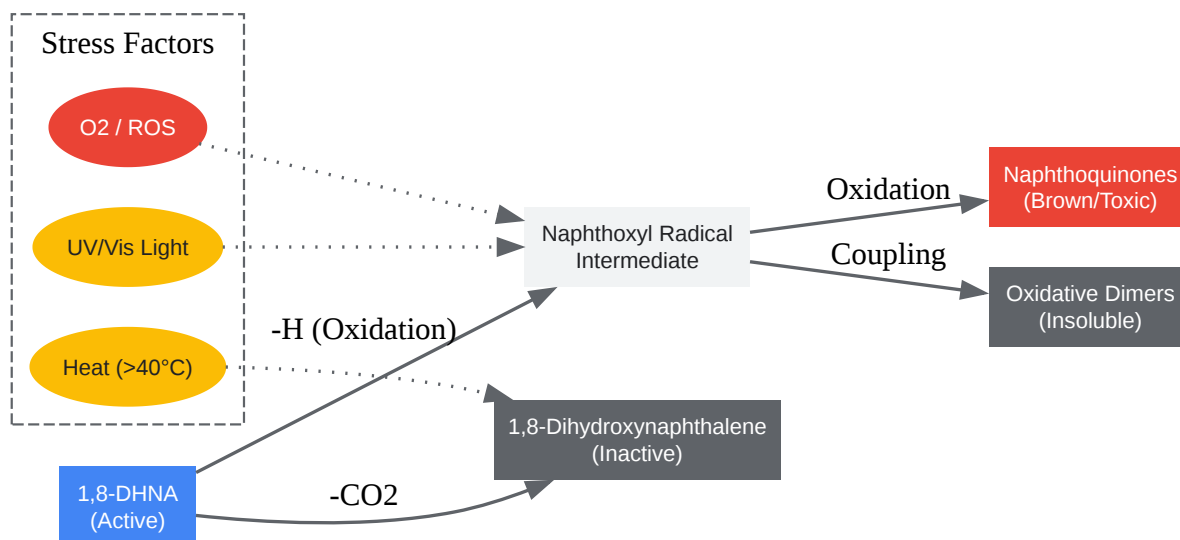 Stress Factors
O2 / ROS
UV/Vis Light
Heat (>40°C)
1,8-DHNA
(Active)
-H (Oxidation)
-CO2
Naphthoxyl Radical
Intermediate
1,8-Dihydroxynaphthalene
(Inactive)
Oxidation
Coupling
Naphthoquinones
(Brown/Toxic)
Oxidative Dimers
(Insoluble)